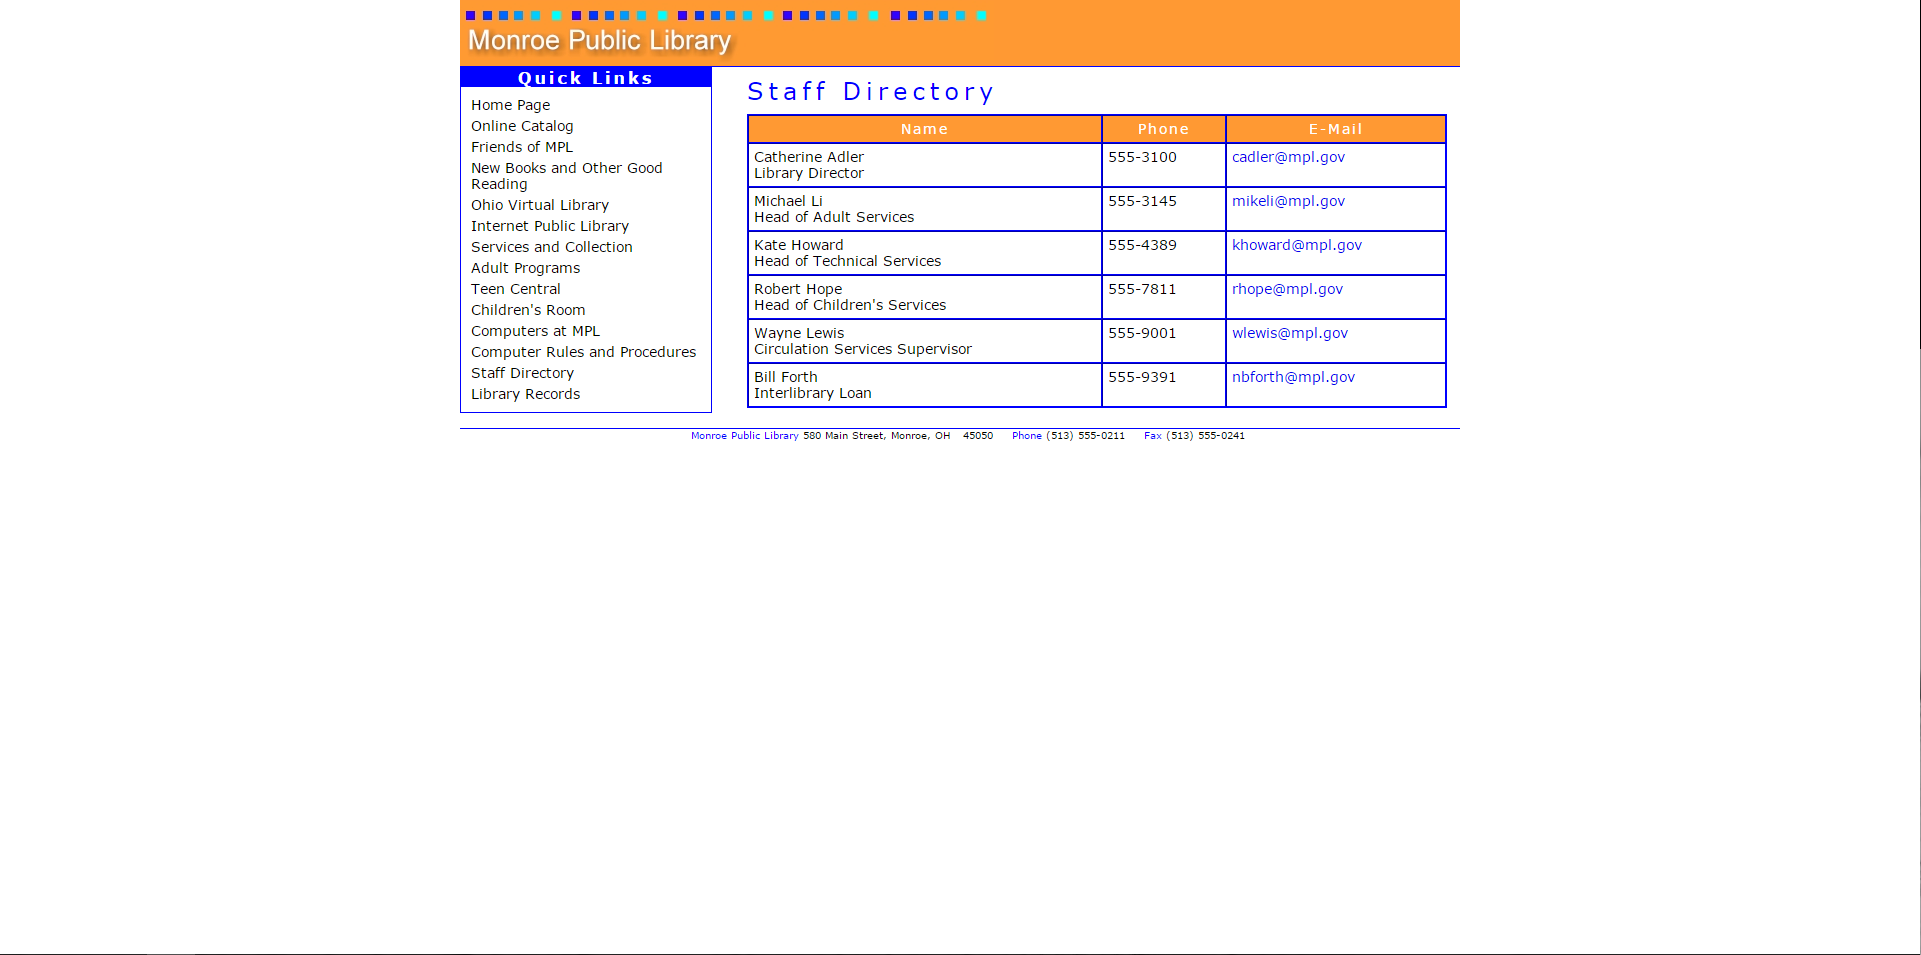 Monroe Public Library
Quick Links
Home Page
Online Catalog
Friends of MPL
New Books and Other Good
Reading
Ohio Virtual Library
Internet Public Library
Services and Collection
Adult Programs
Teen Central
Children's Room
Computers at MPL
Computer Rules and Procedures
Staff Directory
Library Records
Staff Directory
Name Phone E-Mail
Catherine Adler 555-3100 cadler@mpl.gov
Library Director
Michael Li 555-3145 mikeli@mpl.gov
Head of Adult Services
Kate Howard 555-4389 khoward@mpl.gov
Head of Technical Services
Robert Hope 555-7811 rhope@mpl.gov
Head of Children's Services
Wayne Lewis 555-9001 wlewis@mpl.gov
Circulation Services Supervisor
Bill Forth 555-9391 nbforth@mpl.gov
Interlibrary Loan
Monroe Public Library 580 Main Street, Monroe, OH 45050 Phone (513) 555-0211 Fax (513) 555-0241